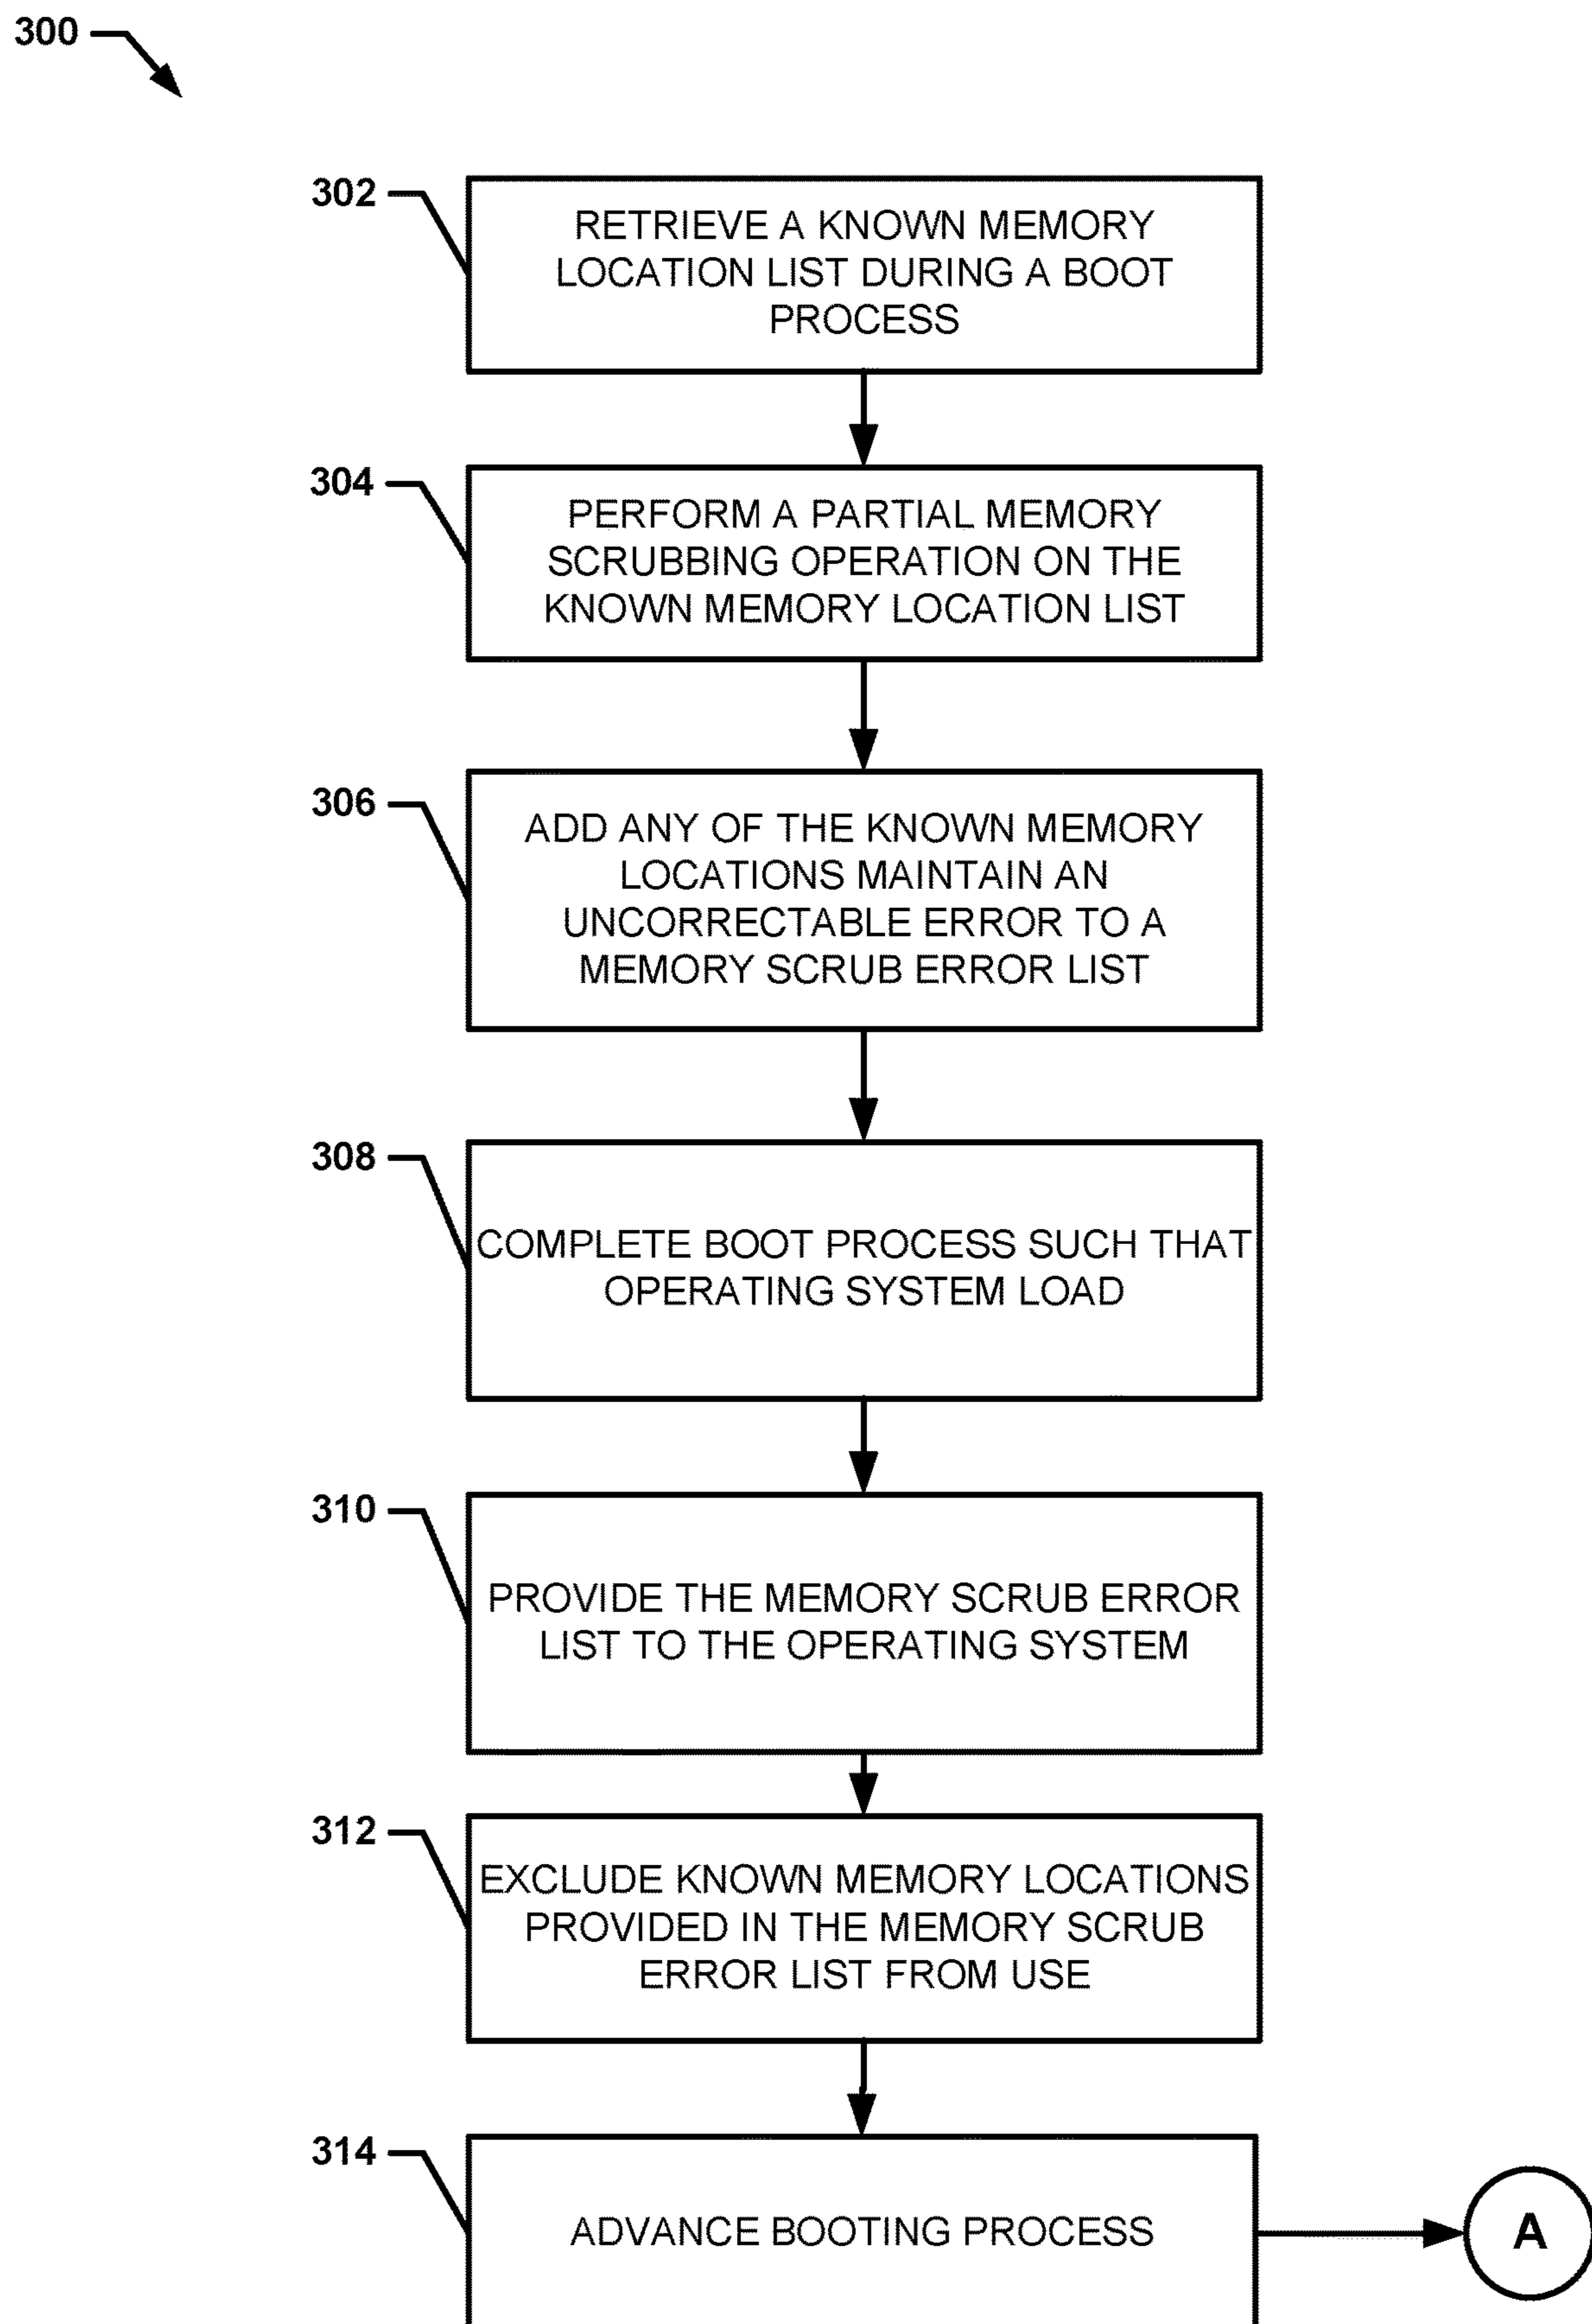 300
302
RETRIEVE A KNOWN MEMORY
LOCATION LIST DURING A BOOT
PROCESS
304
PERFORM A PARTIAL MEMORY
SCRUBBING OPERATION ON THE
KNOWN MEMORY LOCATION LIST
306
ADD ANY OF THE KNOWN MEMORY
LOCATIONS MAINTAIN AN
UNCORRECTABLE ERROR TO A
MEMORY SCRUB ERROR LIST
308
COMPLETE BOOT PROCESS SUCH THAT
OPERATING SYSTEM LOAD
310
PROVIDE THE MEMORY SCRUB ERROR
LIST TO THE OPERATING SYSTEM
312
EXCLUDE KNOWN MEMORY LOCATIONS
PROVIDED IN THE MEMORY SCRUB
ERROR LIST FROM USE
314
ADVANCE BOOTING PROCESS
A